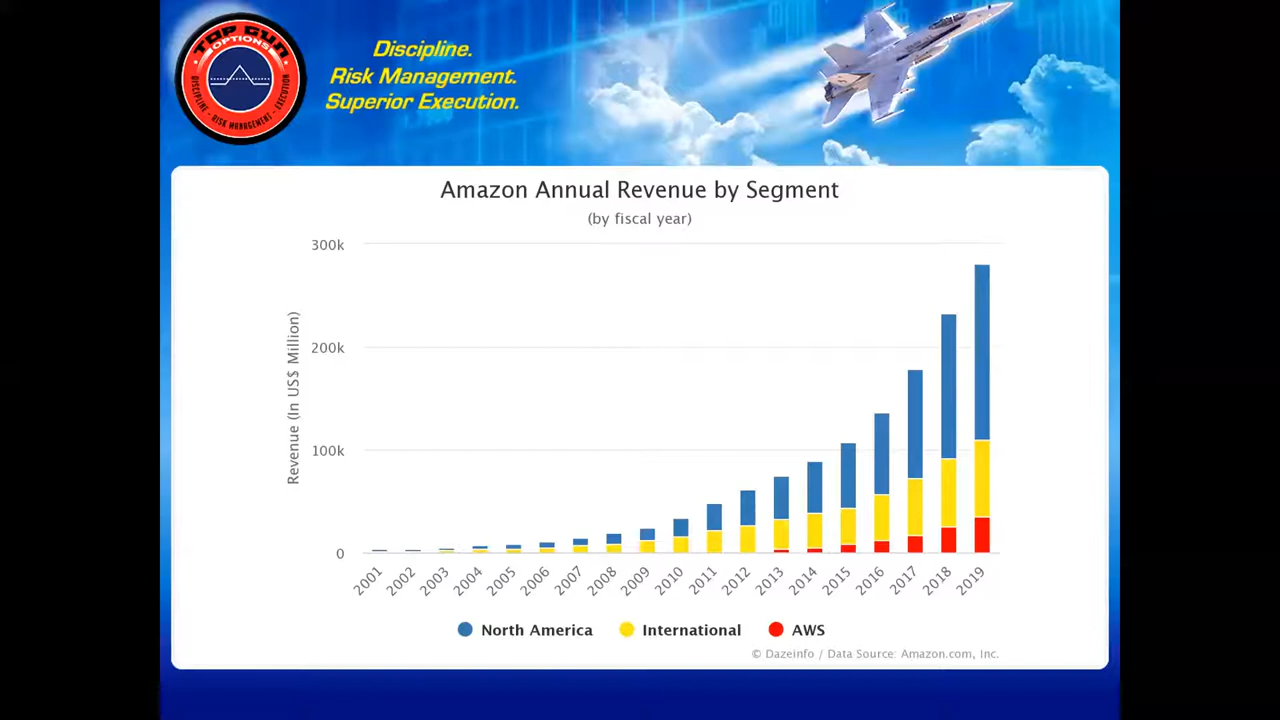 TOP GUN
OPTIONS
DISCIPLINE - RISK MANAGEMENT - EXECUTION
Discipline.
Risk Management.
Superior Execution.
Amazon Annual Revenue by Segment
(by fiscal year)
300k
200k
100k
0
Revenue (In US$ Million)
2001 2002 2003 2004 2005 2006 2007 2008 2009 2010 2011 2012 2013 2014 2015 2016 2017 2018 2019
North America International AWS
© Dazeinfo / Data Source: Amazon.com, Inc.